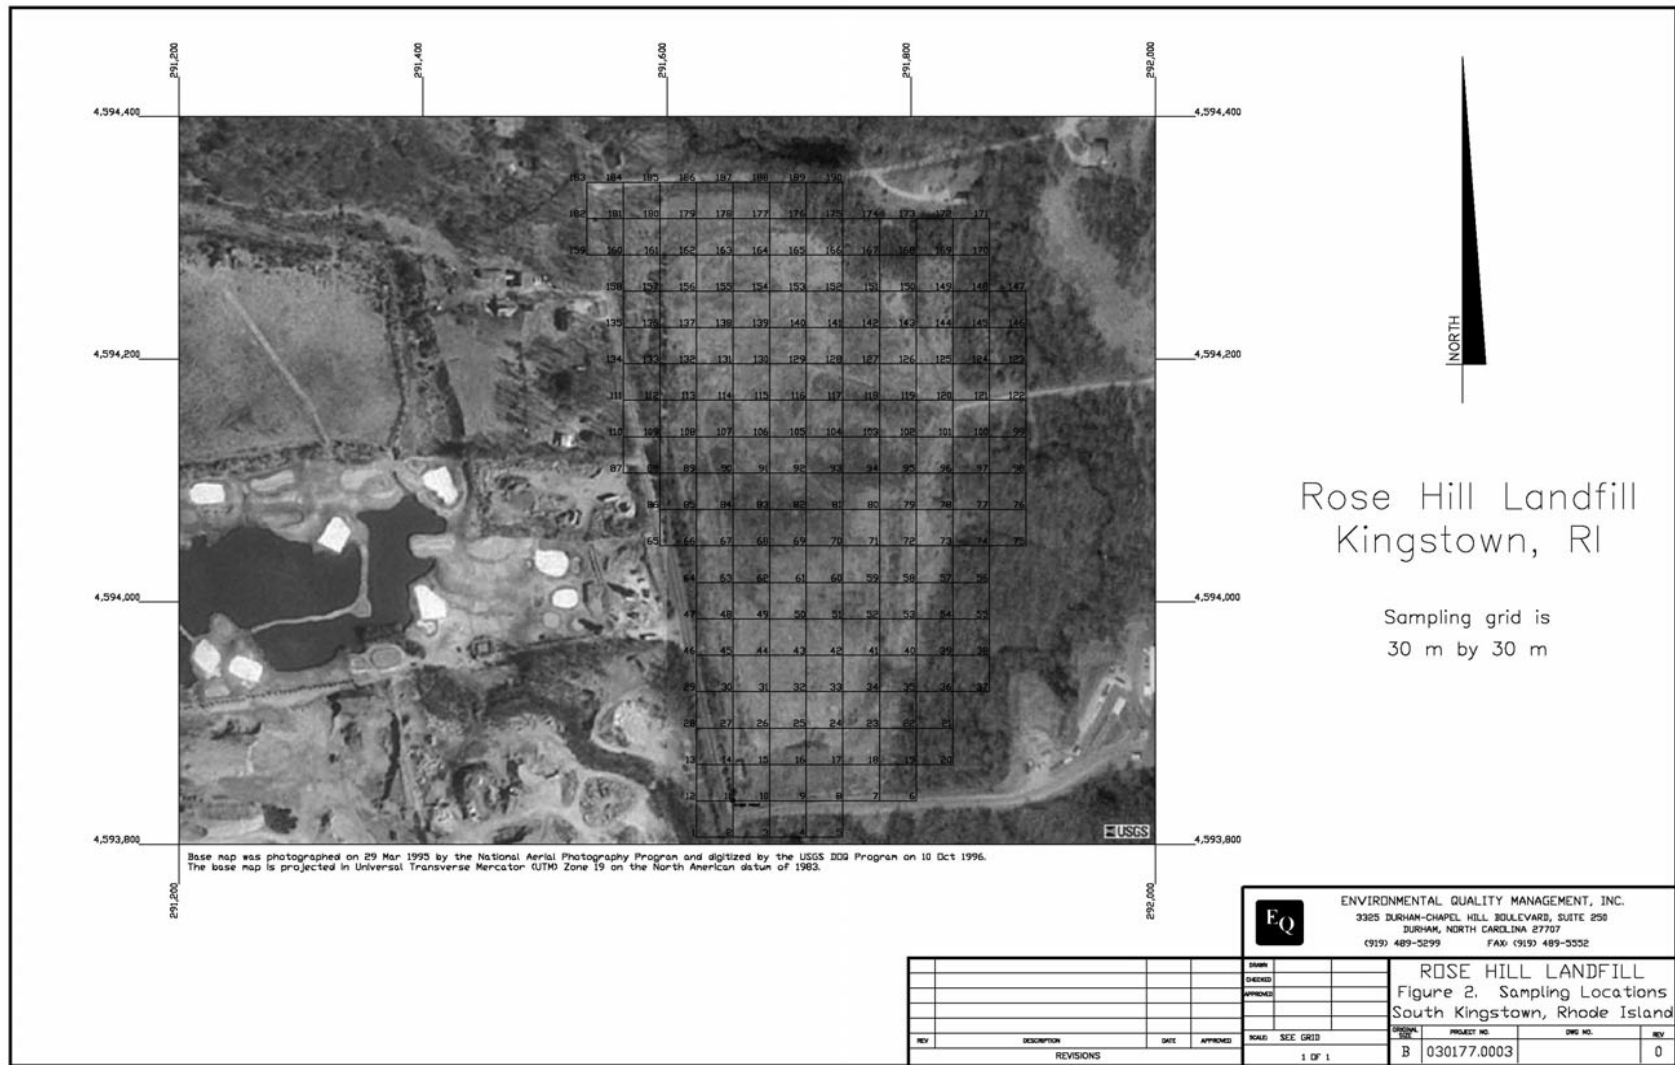 291,200 291,400 291,600 291,800 292,000
4,594,400 4,594,400
183 184 185 186 187 188 189 190
182 181 180 179 178 177 176 175 174 173 172 171
159 160 161 162 163 164 165 166 167 168 169 170
158 157 156 155 154 153 152 151 150 149 148 147
135 136 137 138 139 140 141 142 143 144 145 146
4,594,200 4,594,200
134 133 132 131 130 129 128 127 126 125 124 123
111 112 113 114 115 116 117 118 119 120 121 122
110 109 108 107 106 105 104 103 102 101 100 99
87 88 89 90 91 92 93 94 95 96 97 98
86 85 84 83 82 81 80 79 78 77 76
65 66 67 68 69 70 71 72 73 74 75
64 63 62 61 60 59 58 57 56
4,594,000 4,594,000
47 48 49 50 51 52 53 54 55
46 45 44 43 42 41 40 39 38
29 30 31 32 33 34 35 36 37
28 27 26 25 24 23 22 21
13 14 15 16 17 18 19 20
12 11 10 9 8 7 6
1 2 3 4 5
USGS
4,593,800 4,593,800
NORTH
Rose Hill Landfill
Kingstown, RI
Sampling grid is
30 m by 30 m
Base map was photographed on 29 Mar 1995 by the National Aerial Photography Program and digitized by the USGS DOQ Program on 10 Oct 1996.
The base map is projected in Universal Transverse Mercator (UTM) Zone 19 on the North American datum of 1983.
291,200 292,000
EQ
ENVIRONMENTAL QUALITY MANAGEMENT, INC.
3325 DURHAM-CHAPEL HILL BOULEVARD, SUITE 250
DURHAM, NORTH CAROLINA 27707
(919) 489-5299 FAX: (919) 489-5552
DRAWN
CHECKED
APPROVED
SCALE: SEE GRID
1 OF 1
ROSE HILL LANDFILL
Figure 2. Sampling Locations
South Kingstown, Rhode Island
ORIGINAL SIZE PROJECT NO. DWG NO. REV
B 030177.0003 0
REV DESCRIPTION DATE APPROVED
REVISIONS